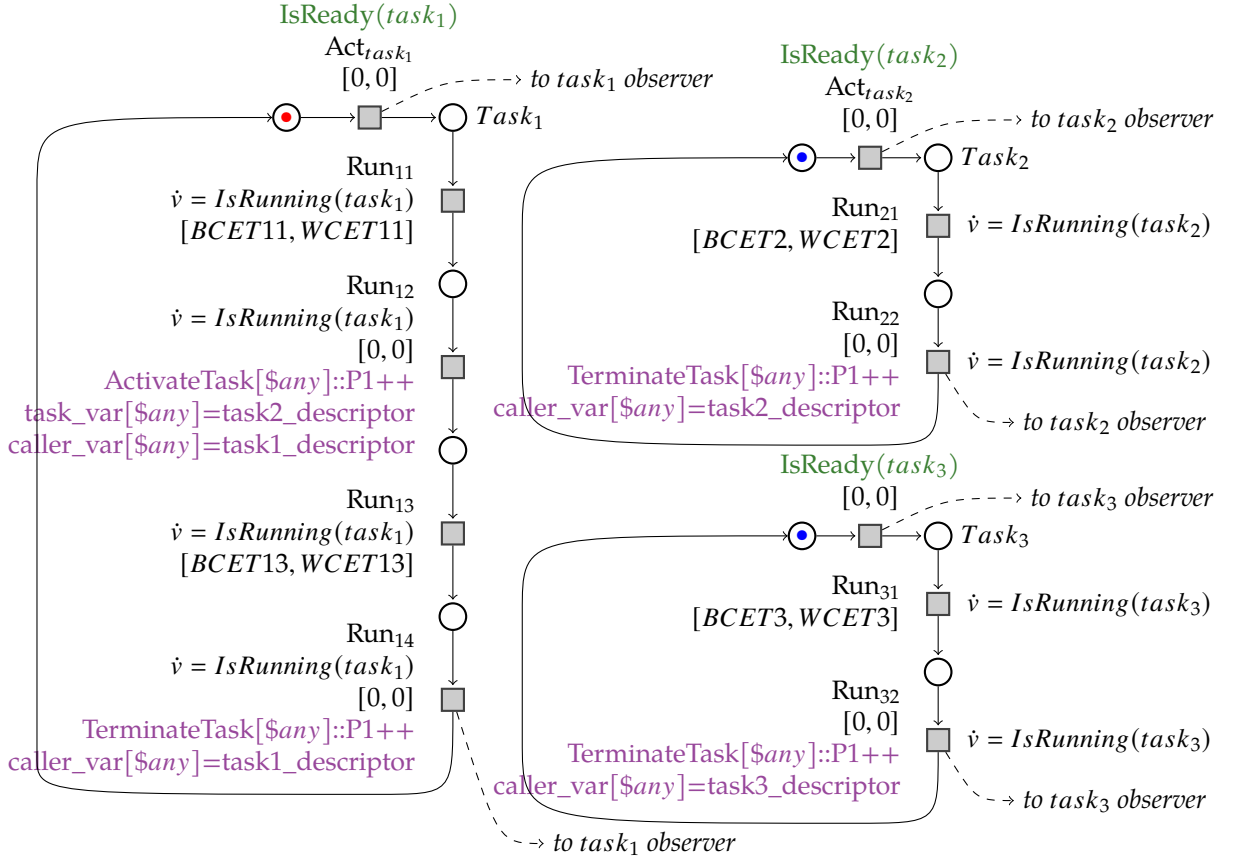 IsReady(task₁)
Act_task₁
[0, 0]
to task₁ observer
Task₁
Run₁₁
v̇ = IsRunning(task₁)
[BCET11, WCET11]
Run₁₂
v̇ = IsRunning(task₁)
[0, 0]
ActivateTask[$any]::P1++
task_var[$any]=task2_descriptor
caller_var[$any]=task1_descriptor
Run₁₃
v̇ = IsRunning(task₁)
[BCET13, WCET13]
Run₁₄
v̇ = IsRunning(task₁)
[0, 0]
TerminateTask[$any]::P1++
caller_var[$any]=task1_descriptor
to task₁ observer
IsReady(task₂)
Act_task₂
[0, 0]
to task₂ observer
Task₂
Run₂₁
[BCET2, WCET2]
v̇ = IsRunning(task₂)
Run₂₂
[0, 0]
v̇ = IsRunning(task₂)
TerminateTask[$any]::P1++
caller_var[$any]=task2_descriptor
to task₂ observer
IsReady(task₃)
[0, 0]
to task₃ observer
Task₃
Run₃₁
[BCET3, WCET3]
v̇ = IsRunning(task₃)
Run₃₂
[0, 0]
v̇ = IsRunning(task₃)
TerminateTask[$any]::P1++
caller_var[$any]=task3_descriptor
to task₃ observer